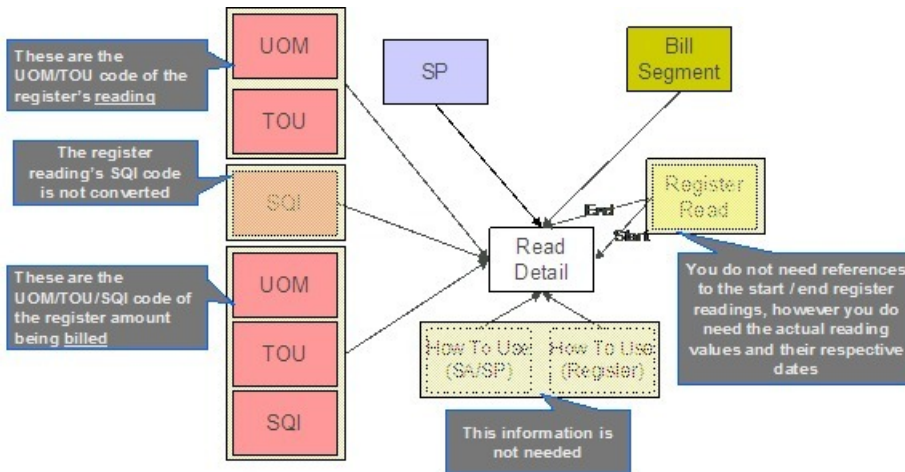 These are the
UOM/TOU code of the
register's reading
The register
reading's SQI code
is not converted
These are the
UOM/TOU/SQI code of
the register amount
being billed
UOM
TOU
SQI
UOM
TOU
SQI
SP
Bill
Segment
Register
Read
End
Start
Read
Detail
How To Use
(SA/SP)
How To Use
(Register)
You do not need references
to the start / end register
readings, however you do
need the actual reading
values and their respective
dates
This information is
not needed